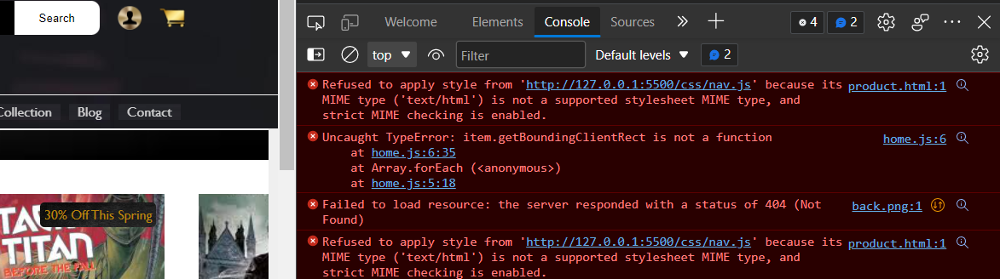 Search
Collection
Blog
Contact
30% Off This Spring
TITAN
BEFORE THE FALL
Welcome
Elements
Console
Sources
4
2
top
Filter
Default levels
2
Refused to apply style from 'http://127.0.0.1:5500/css/nav.js' because its product.html:1
MIME type ('text/html') is not a supported stylesheet MIME type, and
strict MIME checking is enabled.
Uncaught TypeError: item.getBoundingClientRect is not a function home.js:6
at home.js:6:35
at Array.forEach (<anonymous>)
at home.js:5:18
Failed to load resource: the server responded with a status of 404 (Not back.png:1
Found)
Refused to apply style from 'http://127.0.0.1:5500/css/nav.js' because its product.html:1
MIME type ('text/html') is not a supported stylesheet MIME type, and
strict MIME checking is enabled.